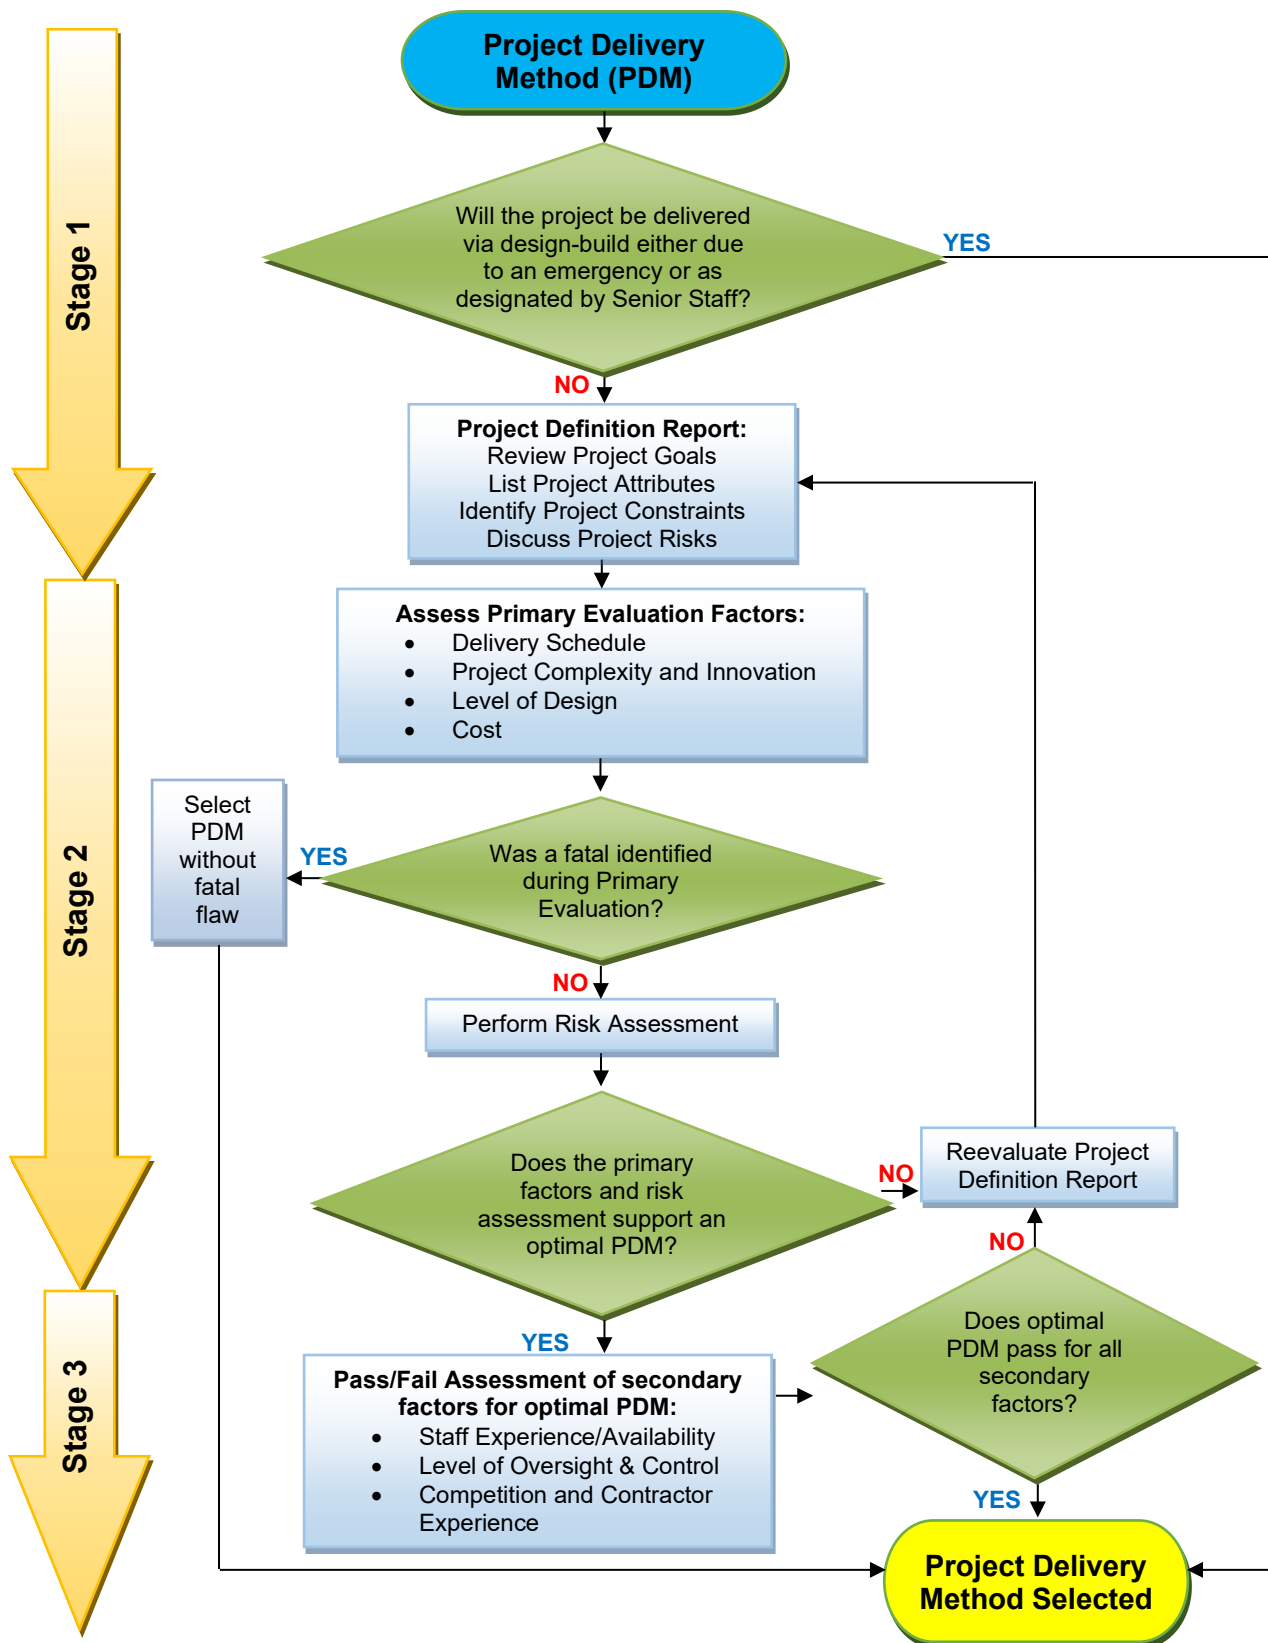 Project Delivery
Method (PDM)
Stage 1
Will the project be delivered
via design-build either due
to an emergency or as
designated by Senior Staff?
YES
NO
Project Definition Report:
Review Project Goals
List Project Attributes
Identify Project Constraints
Discuss Project Risks
Stage 2
Assess Primary Evaluation Factors:
• Delivery Schedule
• Project Complexity and Innovation
• Level of Design
• Cost
Select
PDM
without
fatal
flaw
YES
Was a fatal identified
during Primary
Evaluation?
NO
Perform Risk Assessment
Does the primary
factors and risk
assessment support an
optimal PDM?
NO
Reevaluate Project
Definition Report
NO
YES
Stage 3
Pass/Fail Assessment of secondary
factors for optimal PDM:
• Staff Experience/Availability
• Level of Oversight & Control
• Competition and Contractor
Experience
Does optimal
PDM pass for all
secondary
factors?
YES
Project Delivery
Method Selected